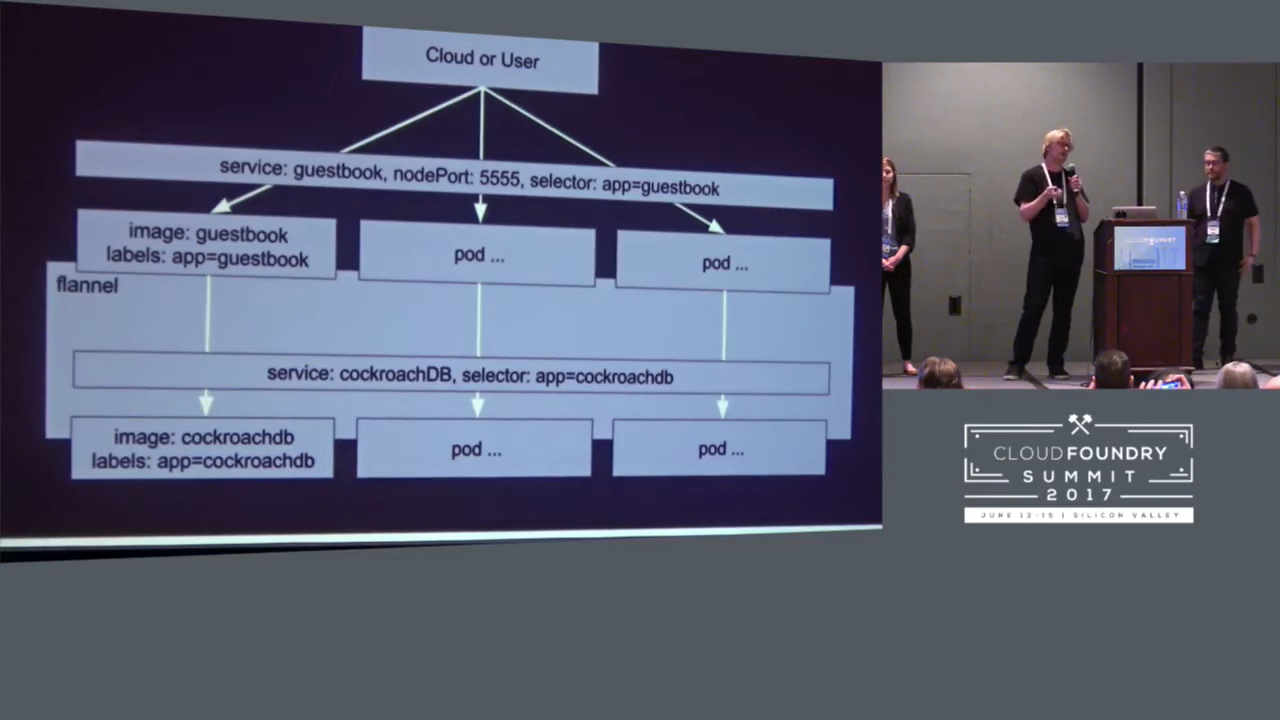 Cloud or User
service: guestbook, nodePort: 5555, selector: app=guestbook
image: guestbook
labels: app=guestbook
pod ...
pod ...
flannel
service: cockroachDB, selector: app=cockroachdb
image: cockroachdb
labels: app=cockroachdb
pod ...
pod ...
CLOUDFOUNDRY
CLOUDFOUNDRY
SUMMIT
2017
JUNE 13-15 | SILICON VALLEY